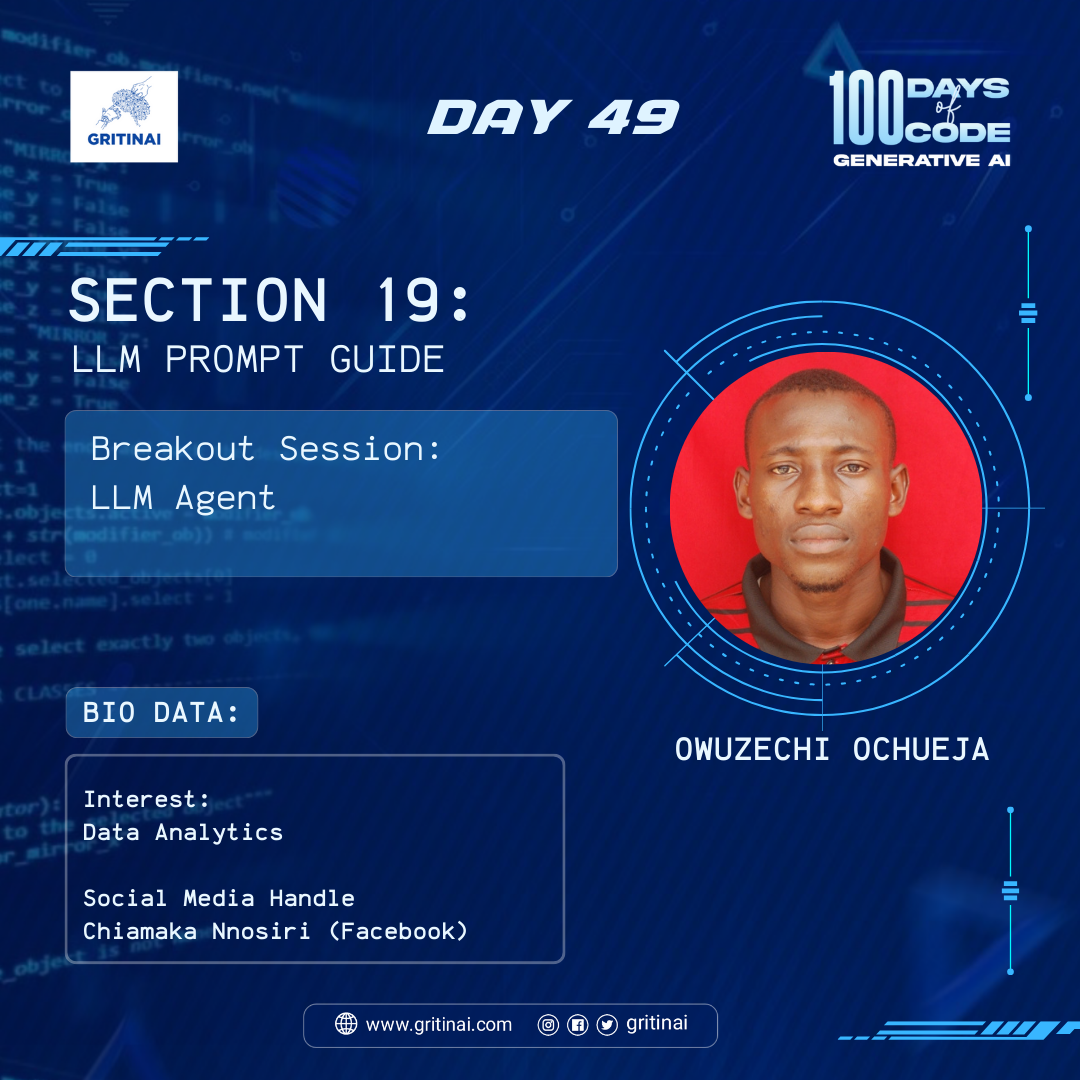 GRITINAI
DAY 49
100 DAYS
of
CODE
GENERATIVE AI
SECTION 19:
LLM PROMPT GUIDE
Breakout Session:
LLM Agent
BIO DATA:
OWUZECHI OCHUEJA
Interest:
Data Analytics
Social Media Handle
Chiamaka Nnosiri (Facebook)
www.gritinai.com
gritinai